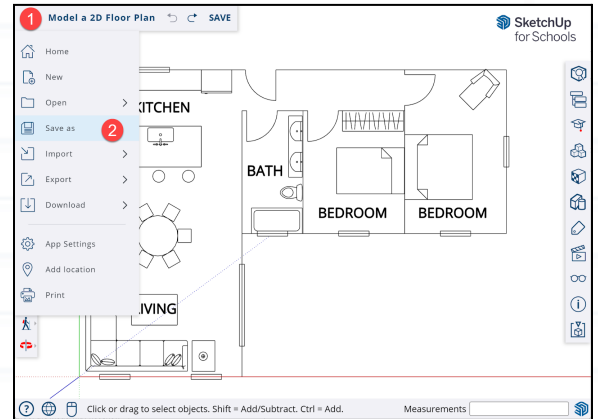 1 Model a 2D Floor Plan SAVE
SketchUp
for Schools
Home
New
Open
Save as 2
Import
Export
Download
App Settings
Add location
Print
KITCHEN
BATH
BEDROOM
BEDROOM
LIVING
Click or drag to select objects. Shift = Add/Subtract. Ctrl = Add.
Measurements